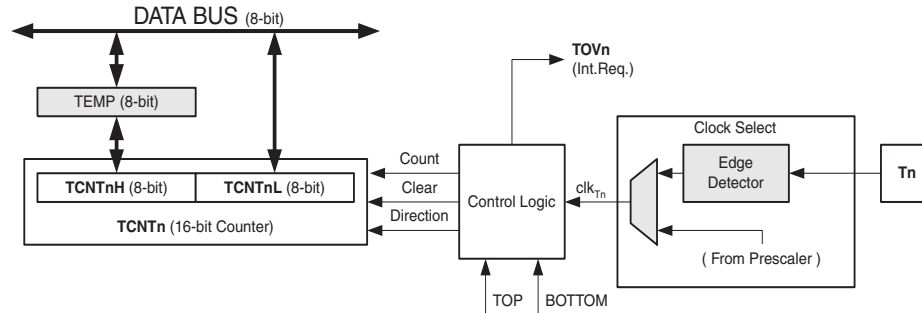 DATA BUS (8-bit)
TOVn
(Int.Req.)
TEMP (8-bit)
Clock Select
Count
Edge
Detector
Tn
TCNTnH (8-bit) TCNTnL (8-bit)
Clear
Control Logic
clkTn
TCNTn (16-bit Counter)
Direction
( From Prescaler )
TOP
BOTTOM